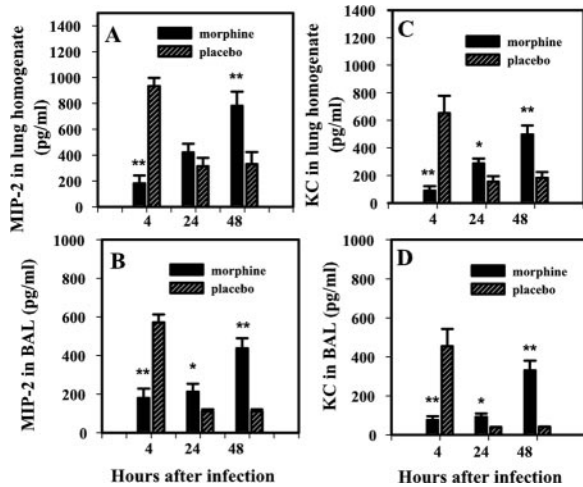 A
morphine
placebo
MIP-2 in lung homogenate
(pg/ml)
1400
1200
1000
800
600
400
200
0
**
**
4
24
48
C
morphine
placebo
KC in lung homogenate
(pg/ml)
1400
1200
1000
800
600
400
200
0
**
*
**
4
24
48
B
morphine
placebo
MIP-2 in BAL (pg/ml)
1000
800
600
400
200
0
**
*
**
4
24
48
Hours after infection
D
morphine
placebo
KC in BAL (pg/ml)
1000
800
600
400
200
0
**
*
**
4
24
48
Hours after infection